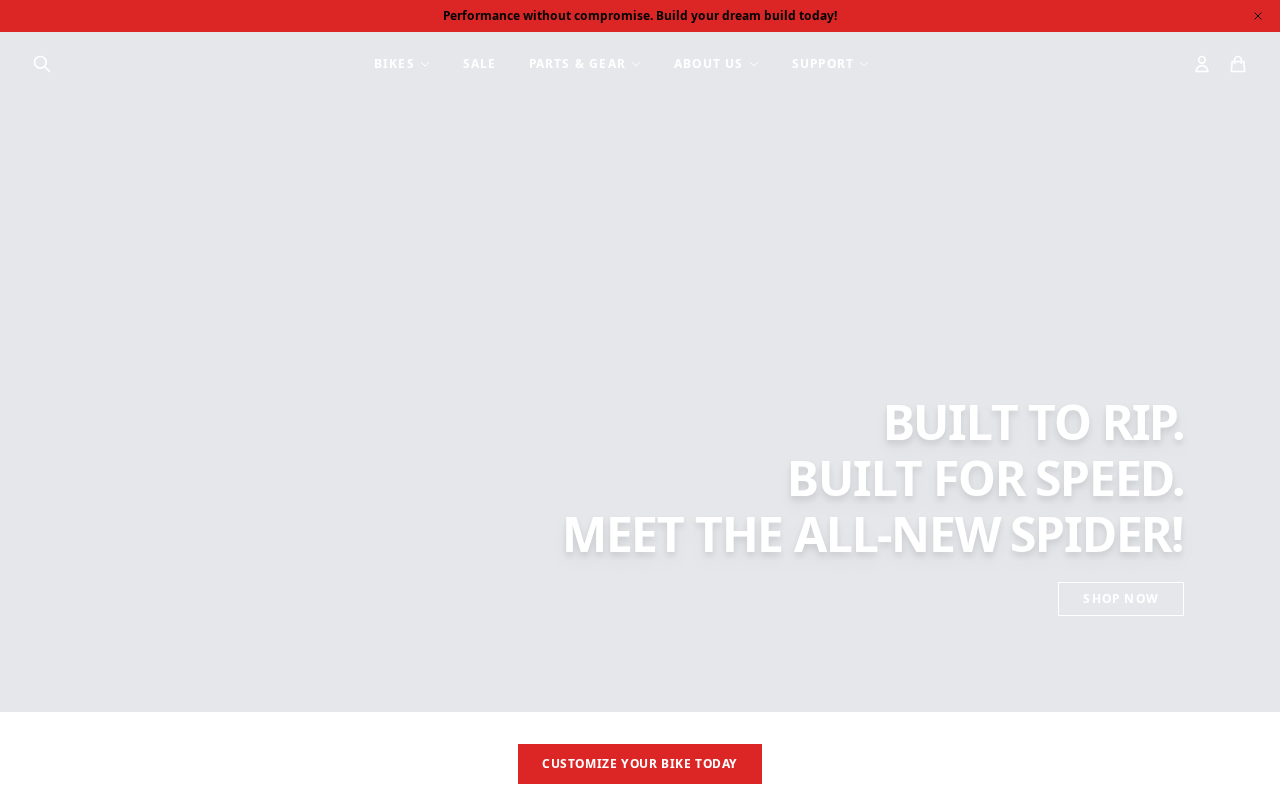 Performance without compromise. Build your dream build today!
BIKES
SALE
PARTS & GEAR
ABOUT US
SUPPORT
BUILT TO RIP.
BUILT FOR SPEED.
MEET THE ALL-NEW SPIDER!
SHOP NOW
CUSTOMIZE YOUR BIKE TODAY